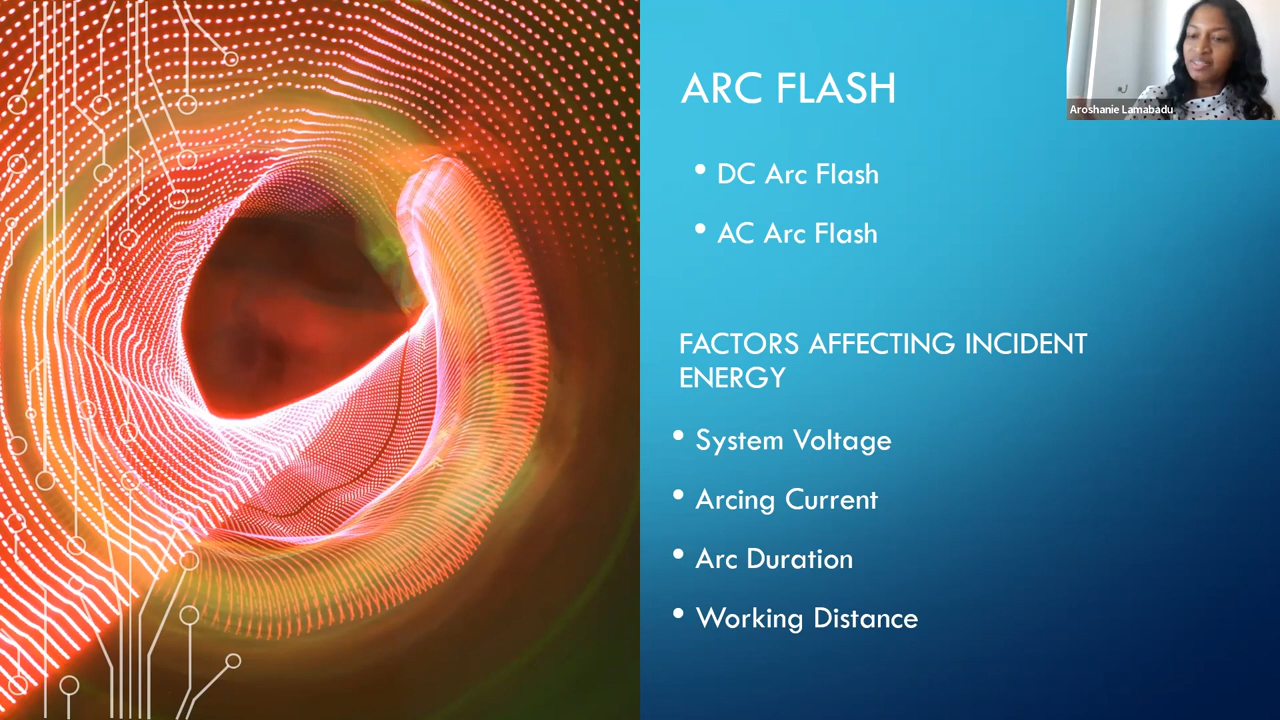 ARC FLASH
Aroshanie Lamabadu
• DC Arc Flash
• AC Arc Flash
FACTORS AFFECTING INCIDENT
ENERGY
• System Voltage
• Arcing Current
• Arc Duration
• Working Distance